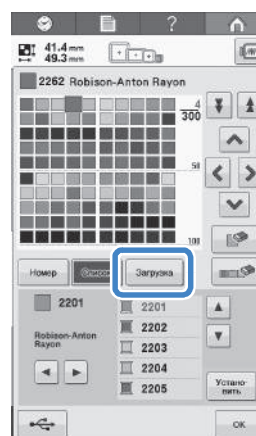 ?
41.4 mm
49.3 mm
2262 Robison-Anton Rayon
4
300
50
100
Номер
Список
Загрузка
2201
Robison-Anton
Rayon
2201
2202
2203
2204
2205
Устано-
вить
OK